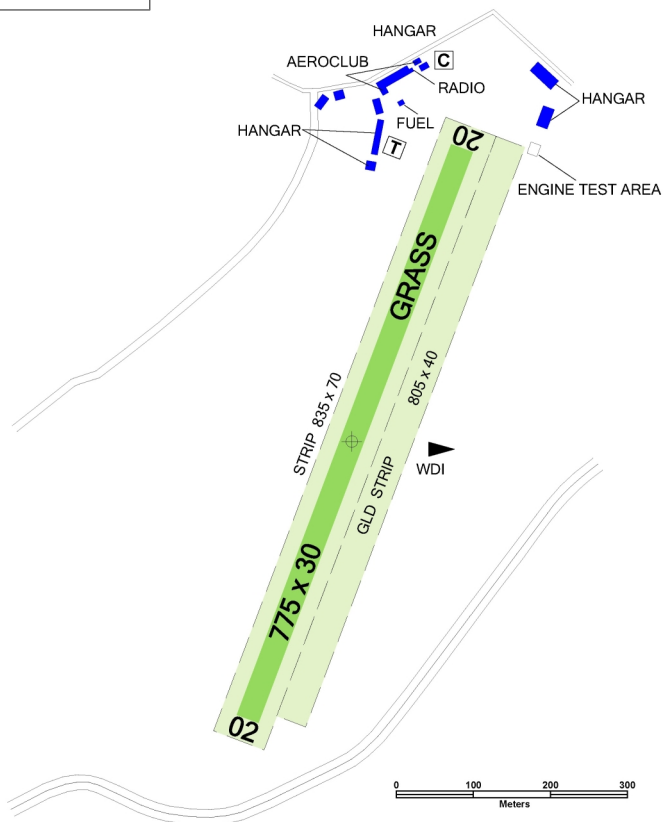 HANGAR
AEROCLUB
C
RADIO
HANGAR
FUEL
HANGAR
T
20
ENGINE TEST AREA
GRASS
805 x 40
STRIP 835 x 70
WDI
GLD STRIP
775 x 30
02
0 100 200 300
Meters